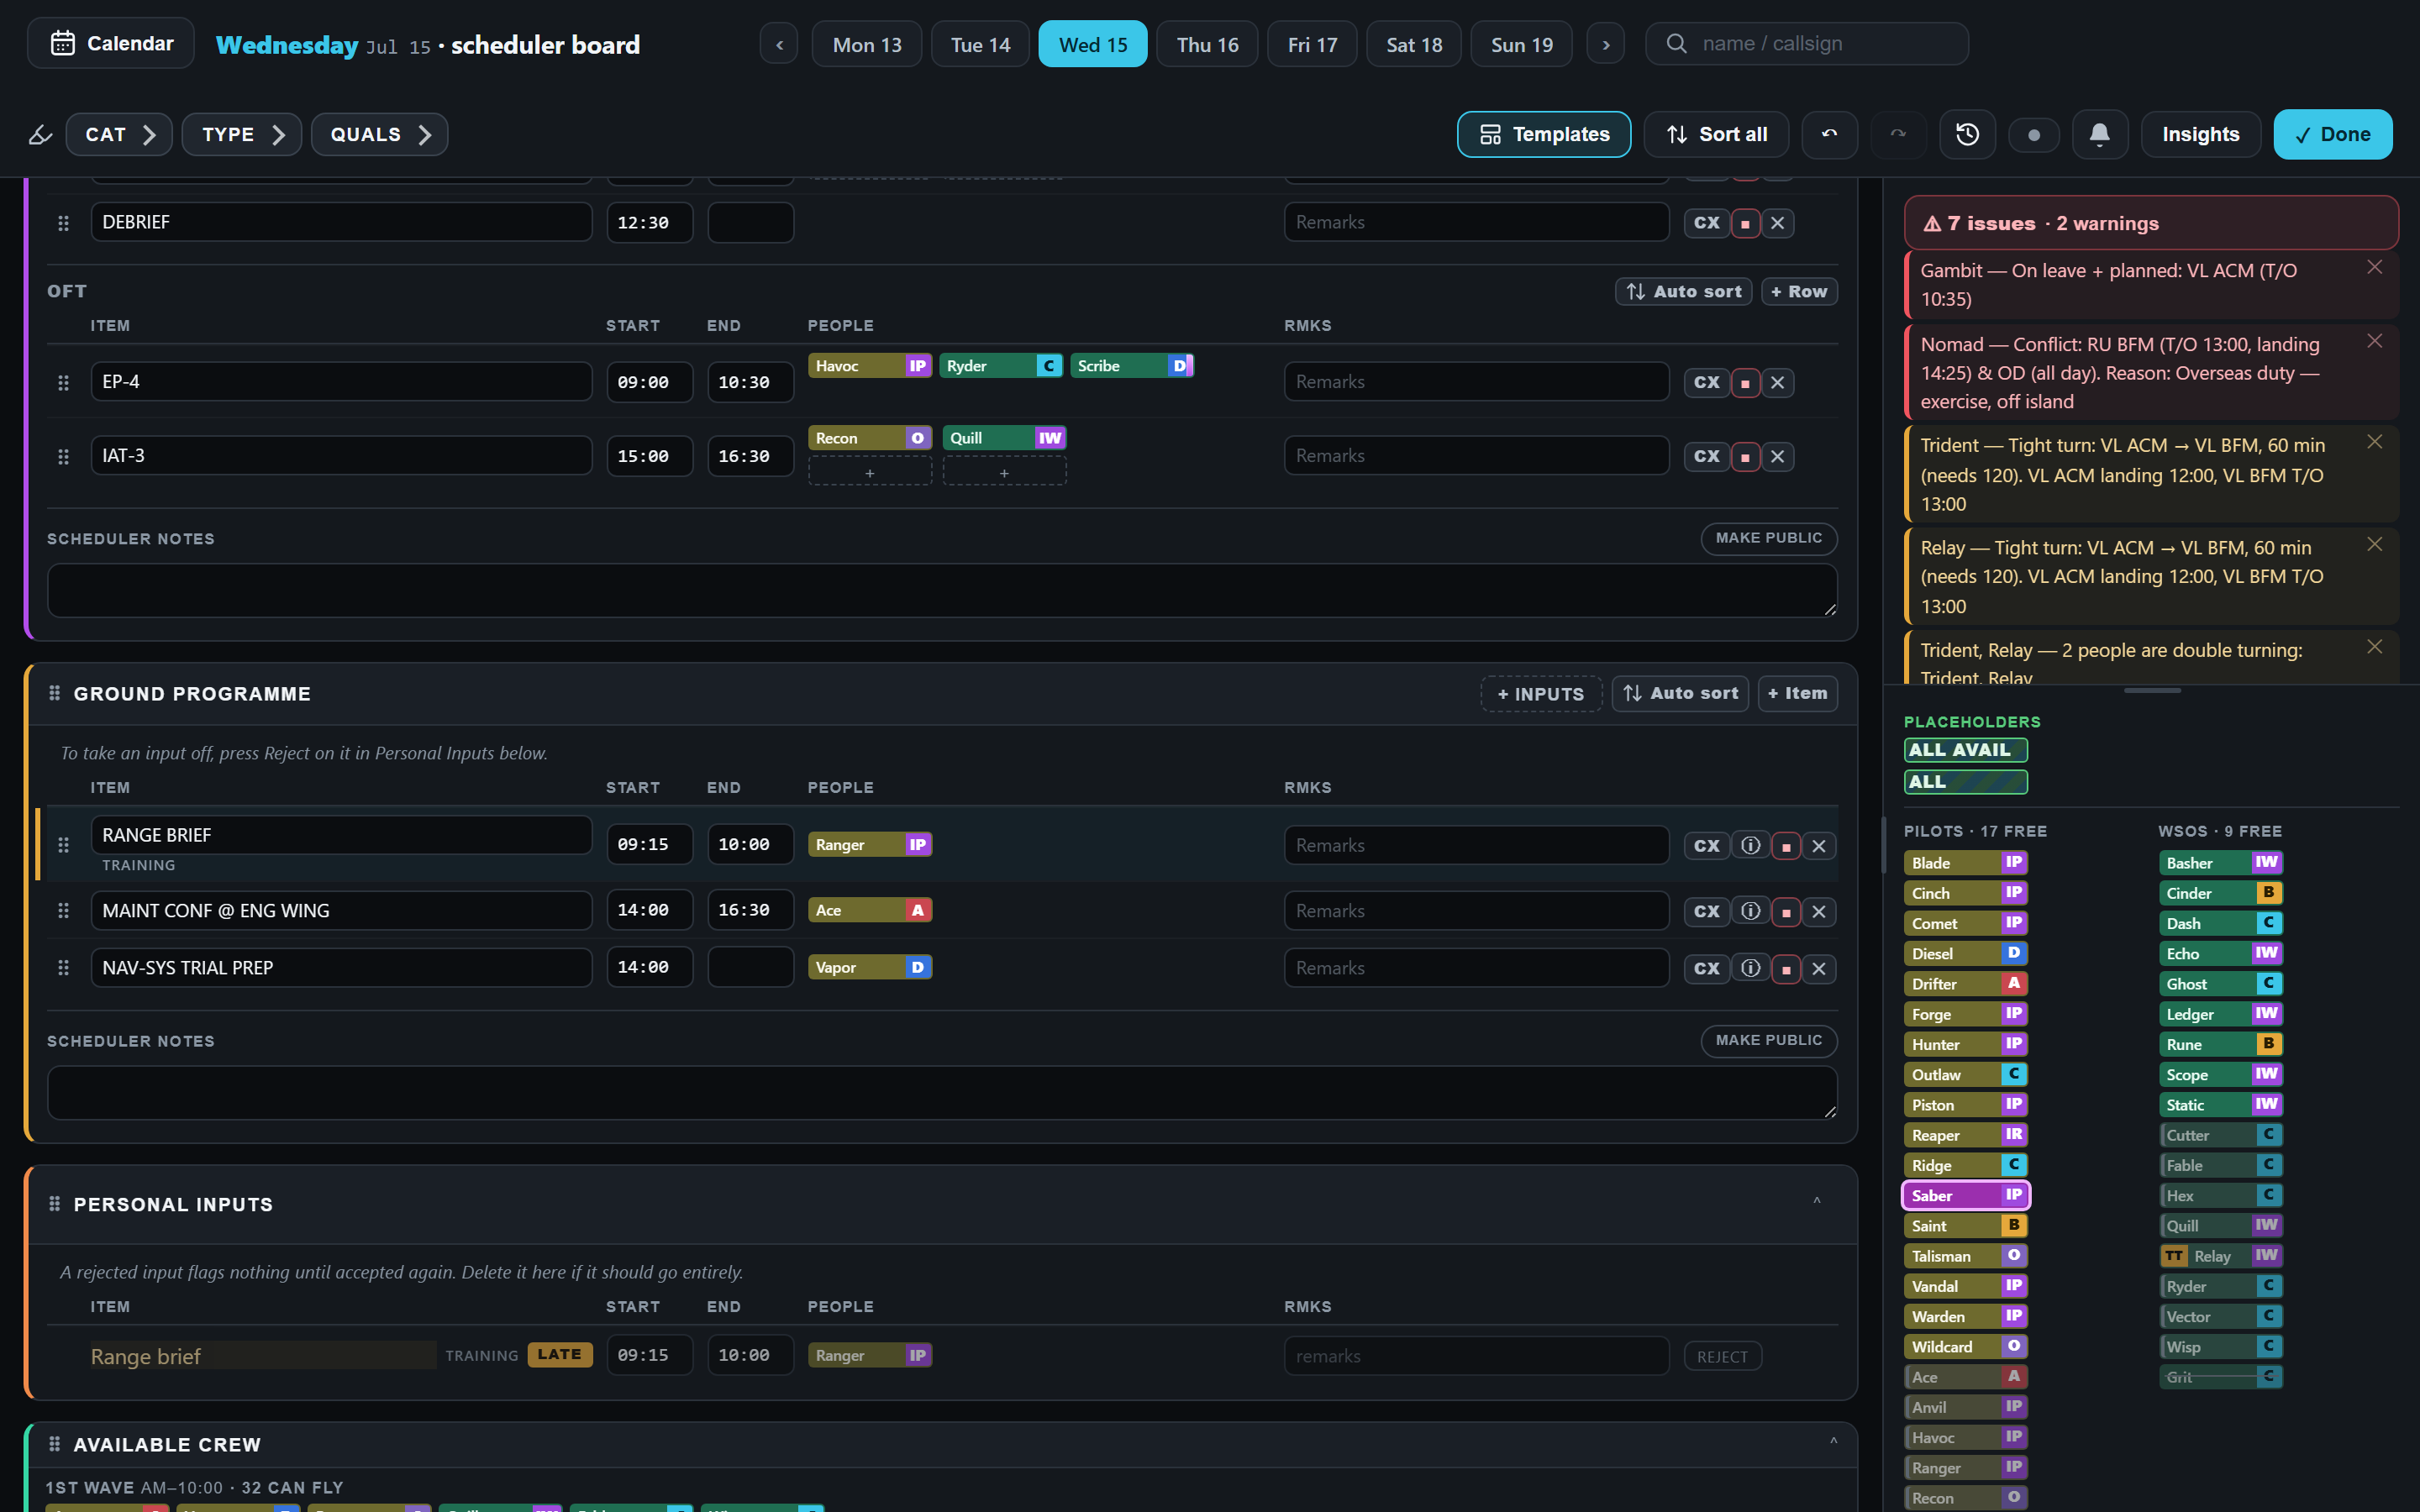 Calendar
Wednesday Jul 15 · scheduler board
‹ Mon 13 Tue 14 Wed 15 Thu 16 Fri 17 Sat 18 Sun 19 ›
name / callsign
CAT TYPE QUALS
Templates Sort all Insights ✓ Done
DEBRIEF 12:30 Remarks CX
OFT Auto sort + Row
ITEM START END PEOPLE RMKS
EP-4 09:00 10:30 Havoc IP Ryder C Scribe D Remarks CX
IAT-3 15:00 16:30 Recon O Quill IW Remarks CX
+ +
SCHEDULER NOTES MAKE PUBLIC
GROUND PROGRAMME + INPUTS Auto sort + Item
To take an input off, press Reject on it in Personal Inputs below.
ITEM START END PEOPLE RMKS
RANGE BRIEF 09:15 10:00 Ranger IP Remarks CX
TRAINING
MAINT CONF @ ENG WING 14:00 16:30 Ace A Remarks CX
NAV-SYS TRIAL PREP 14:00 Vapor D Remarks CX
SCHEDULER NOTES MAKE PUBLIC
PERSONAL INPUTS
A rejected input flags nothing until accepted again. Delete it here if it should go entirely.
ITEM START END PEOPLE RMKS
Range brief TRAINING LATE 09:15 10:00 Ranger IP remarks REJECT
AVAILABLE CREW
1ST WAVE AM–10:00 · 32 CAN FLY
⚠ 7 issues · 2 warnings
Gambit — On leave + planned: VL ACM (T/O
10:35)
Nomad — Conflict: RU BFM (T/O 13:00, landing
14:25) & OD (all day). Reason: Overseas duty —
exercise, off island
Trident — Tight turn: VL ACM → VL BFM, 60 min
(needs 120). VL ACM landing 12:00, VL BFM T/O
13:00
Relay — Tight turn: VL ACM → VL BFM, 60 min
(needs 120). VL ACM landing 12:00, VL BFM T/O
13:00
Trident, Relay — 2 people are double turning:
Trident, Relay
PLACEHOLDERS
ALL AVAIL
ALL
PILOTS · 17 FREE
Blade IP
Cinch IP
Comet IP
Diesel D
Drifter A
Forge IP
Hunter IP
Outlaw C
Piston IP
Reaper IR
Ridge C
Saber IP
Saint B
Talisman O
Vandal IP
Warden IP
Wildcard O
Ace A
Anvil IP
Havoc IP
Ranger IP
Recon O
WSOS · 9 FREE
Basher IW
Cinder B
Dash C
Echo IW
Ghost C
Ledger IW
Rune B
Scope IW
Static IW
Cutter C
Fable C
Hex C
Quill IW
TT Relay IW
Ryder C
Vector C
Wisp C
Grit C